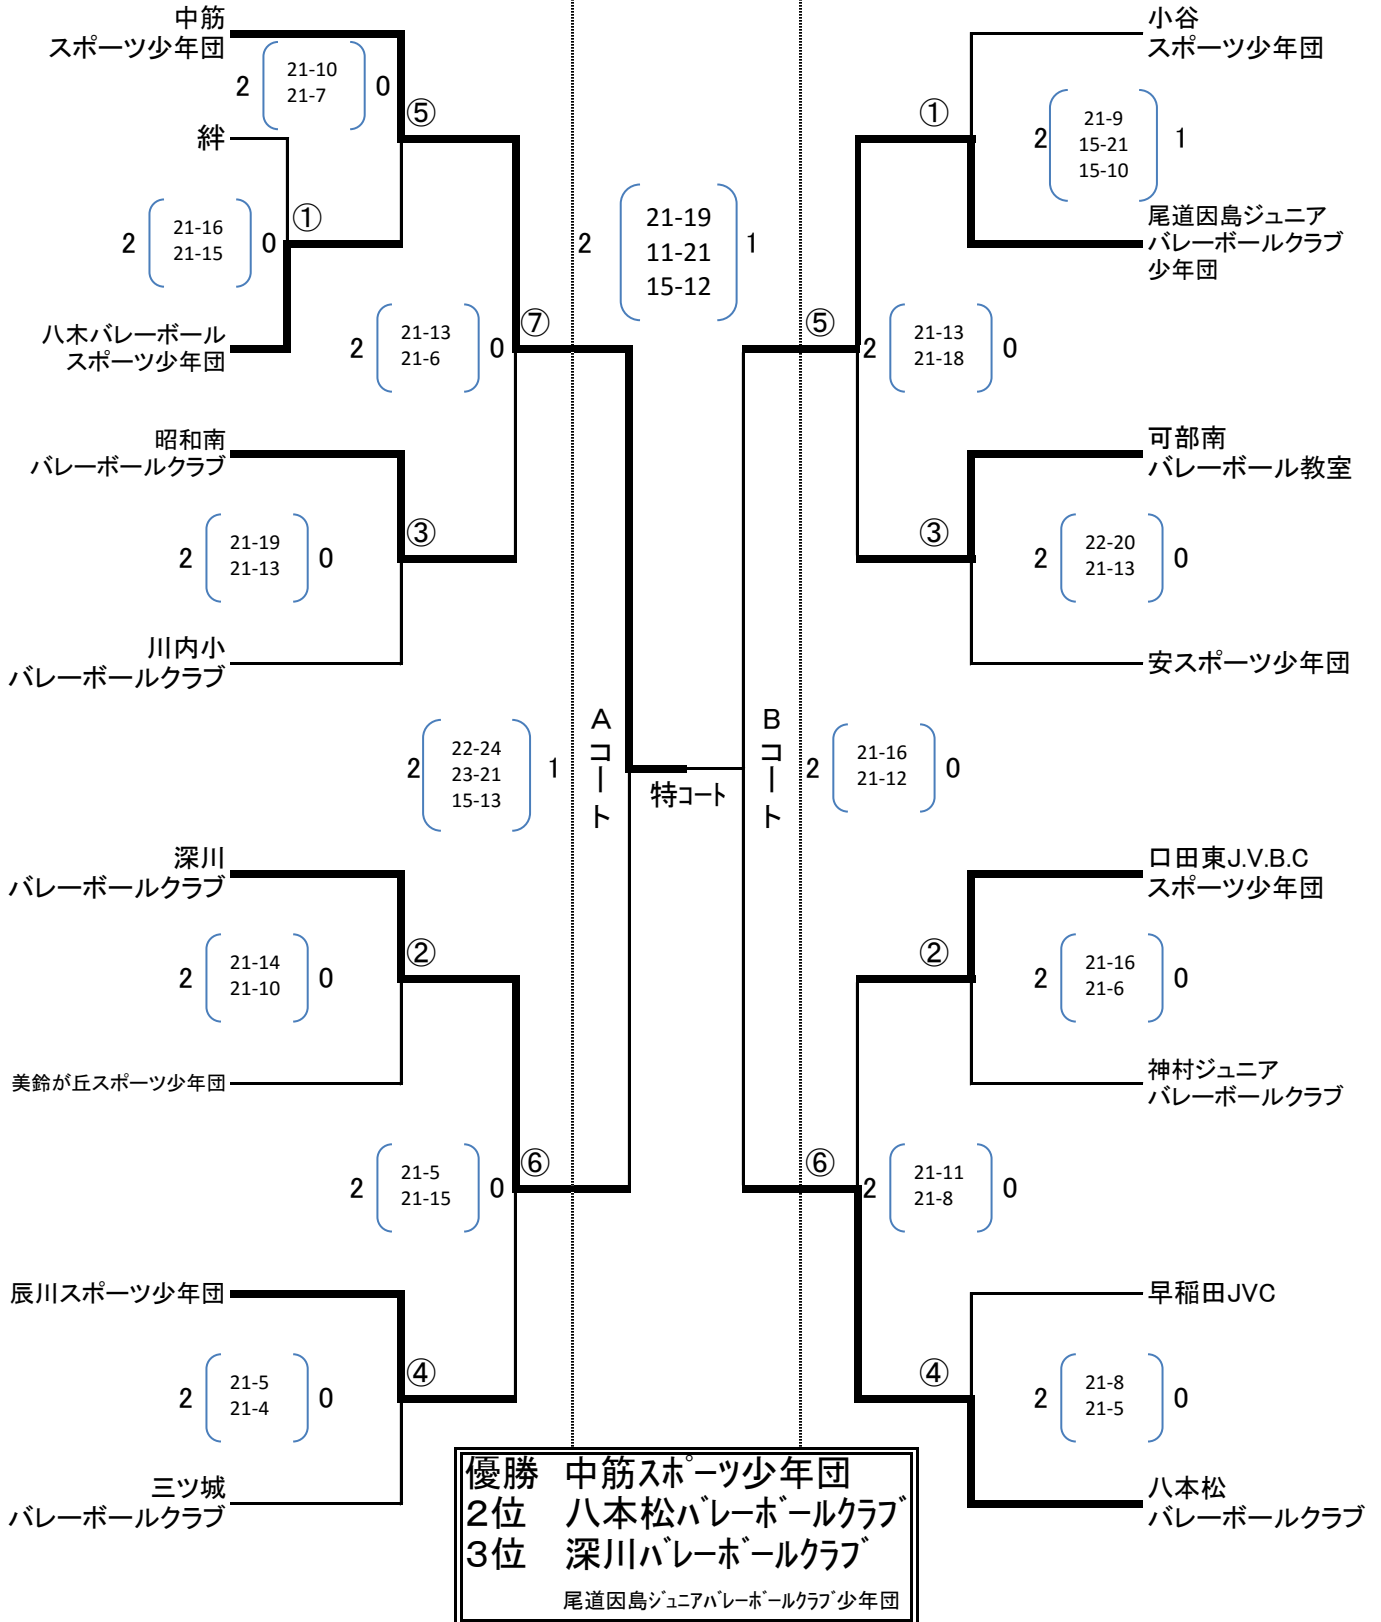 中筋
スポーツ少年団
2
21-10
21-7
0
⑤
絆
2
21-16
21-15
0
①
八木バレーボール
スポーツ少年団
2
21-13
21-6
0
⑦
昭和南
バレーボールクラブ
2
21-19
21-13
0
③
川内小
バレーボールクラブ
2
22-24
23-21
15-13
1
深川
バレーボールクラブ
2
21-14
21-10
0
②
美鈴が丘スポーツ少年団
2
21-5
21-15
0
⑥
辰川スポーツ少年団
2
21-5
21-4
0
④
三ツ城
バレーボールクラブ
2
21-19
11-21
15-12
1
Aコート
特コート
Bコート
小谷
スポーツ少年団
①
2
21-9
15-21
15-10
1
尾道因島ジュニア
バレーボールクラブ
少年団
⑤
2
21-13
21-18
0
可部南
バレーボール教室
③
2
22-20
21-13
0
安スポーツ少年団
2
21-16
21-12
0
口田東J.V.B.C
スポーツ少年団
②
2
21-16
21-6
0
神村ジュニア
バレーボールクラブ
⑥
2
21-11
21-8
0
早稲田JVC
④
2
21-8
21-5
0
八本松
バレーボールクラブ
優勝 中筋スポーツ少年団
2位 八本松バレーボールクラブ
3位 深川バレーボールクラブ
尾道因島ジュニアバレーボールクラブ少年団